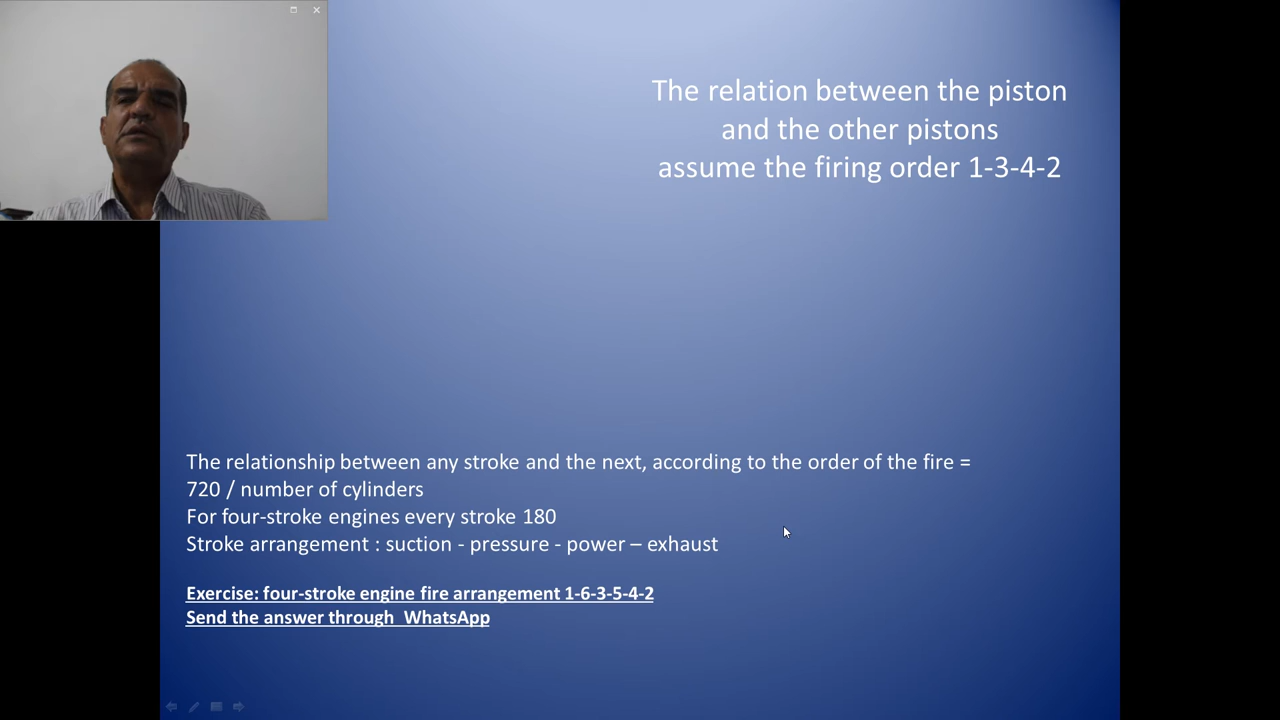 The relation between the piston
and the other pistons
assume the firing order 1-3-4-2
The relationship between any stroke and the next, according to the order of the fire =
720 / number of cylinders
For four-stroke engines every stroke 180
Stroke arrangement : suction - pressure - power – exhaust
Exercise: four-stroke engine fire arrangement 1-6-3-5-4-2
Send the answer through  WhatsApp